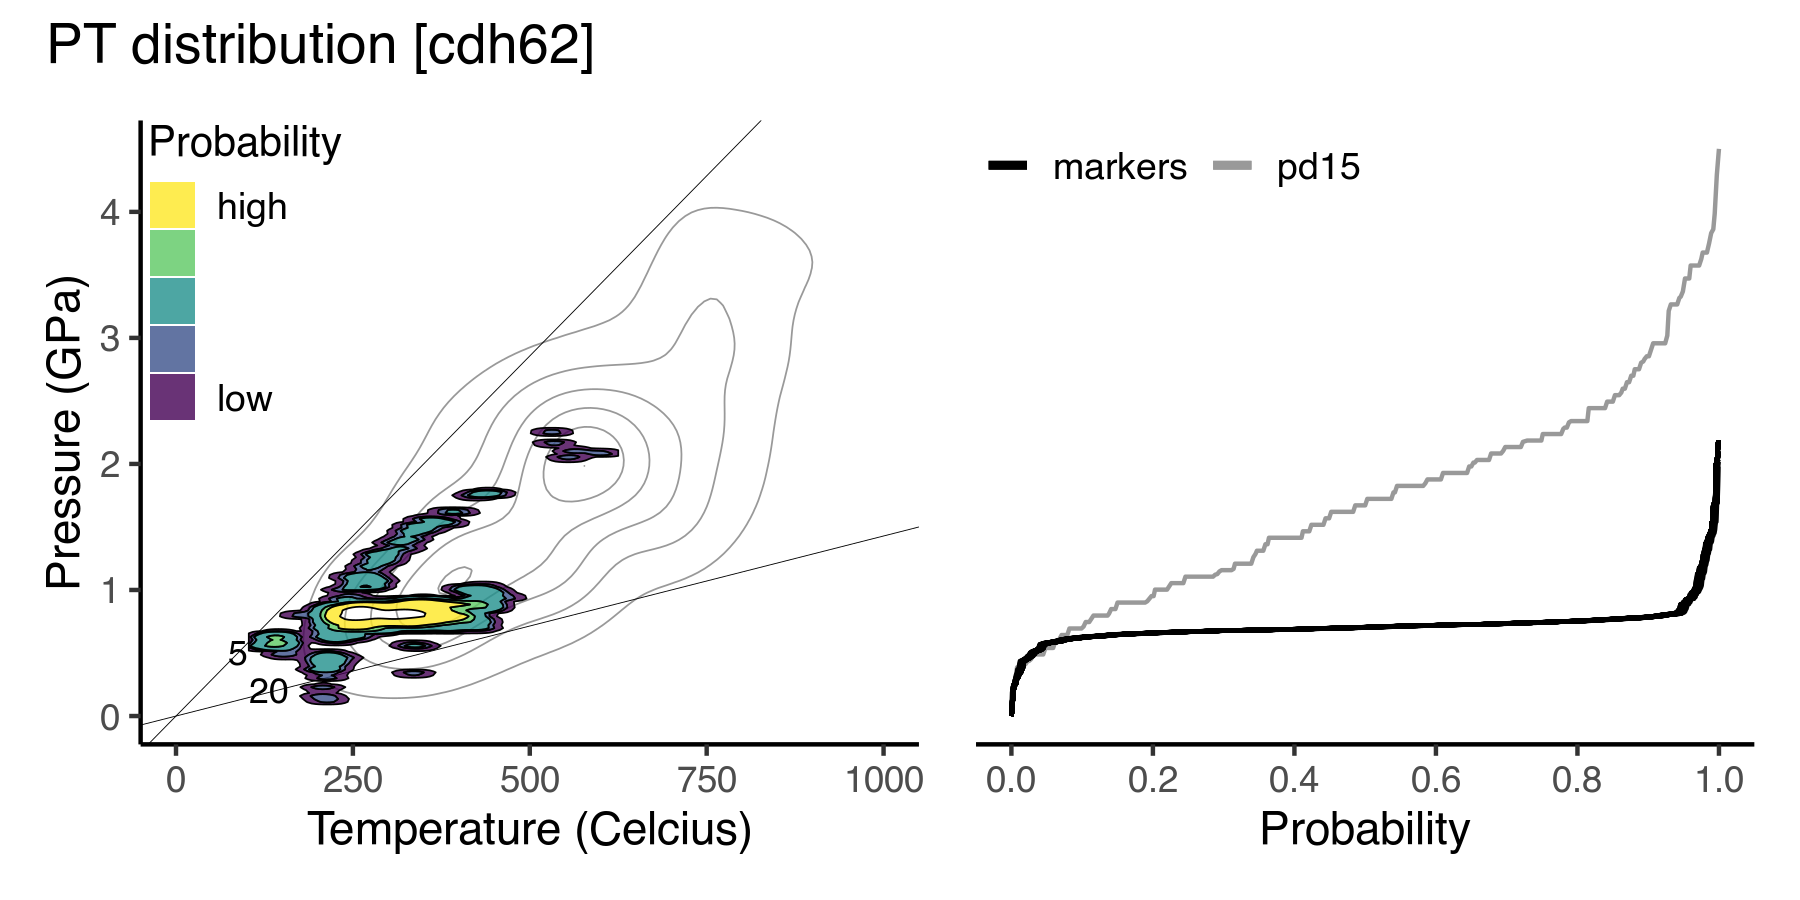 PT distribution [cdh62]
Probability
high
low
Pressure (GPa)
4
3
2
1
0
5
20
0 250 500 750 1000
Temperature (Celcius)
markers pd15
0.0 0.2 0.4 0.6 0.8 1.0
Probability